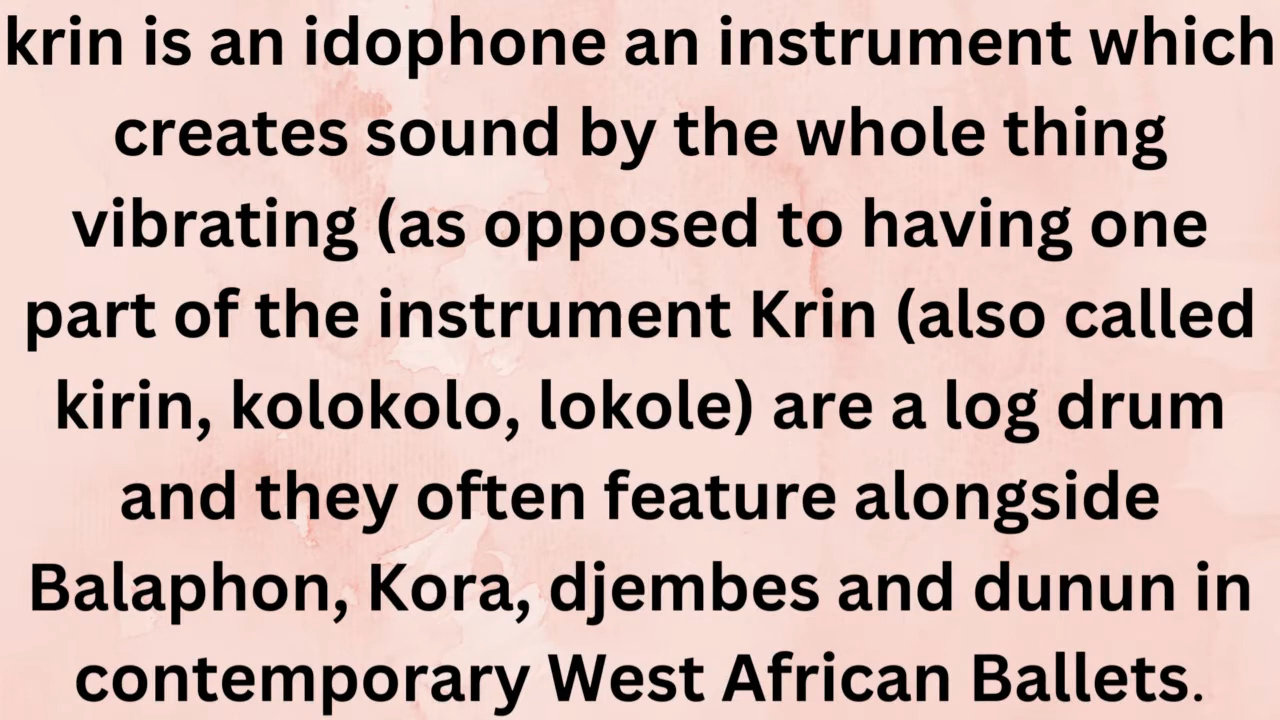 krin is an idophone an instrument which
creates sound by the whole thing
vibrating (as opposed to having one
part of the instrument Krin (also called
kirin, kolokolo, lokole) are a log drum
and they often feature alongside
Balaphon, Kora, djembes and dunun in
contemporary West African Ballets.